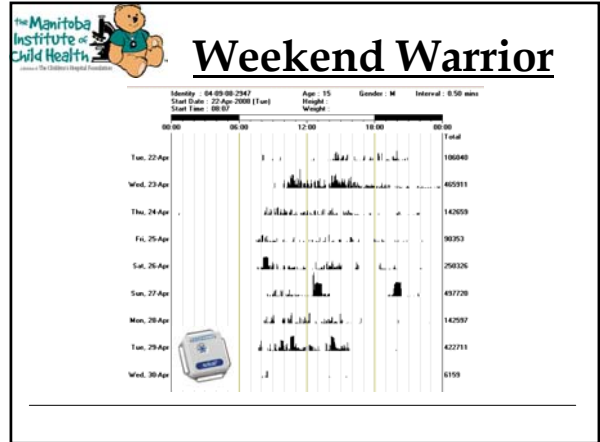 the Manitoba
Institute of
Child Health
Weekend Warrior
Identity : 04-09-08-2947 Age : 15 Gender : M Interval : 0.50 mins
Start Date : 22-Apr-2008 (Tue) Height :
Start Time : 08:07 Weight :
00:00 06:00 12:00 18:00 00:00
Total
Tue, 22-Apr 106040
Wed, 23-Apr 465911
Thu, 24-Apr 142659
Fri, 25-Apr 90353
Sat, 26-Apr 250326
Sun, 27-Apr 497720
Mon, 28-Apr 142597
Tue, 29-Apr 422711
Wed, 30-Apr 6159